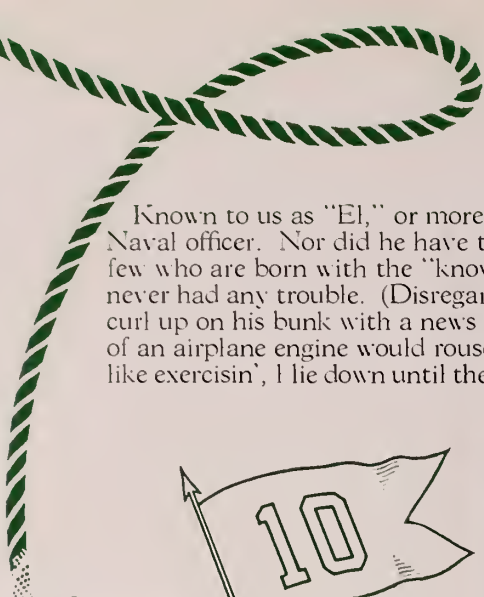 Known to us as "El," or more
Naval officer. Nor did he have t
few who are born with the "know
never had any trouble. (Disregar
curl up on his bunk with a news
of an airplane engine would rous
like exercisin', I lie down until the
10